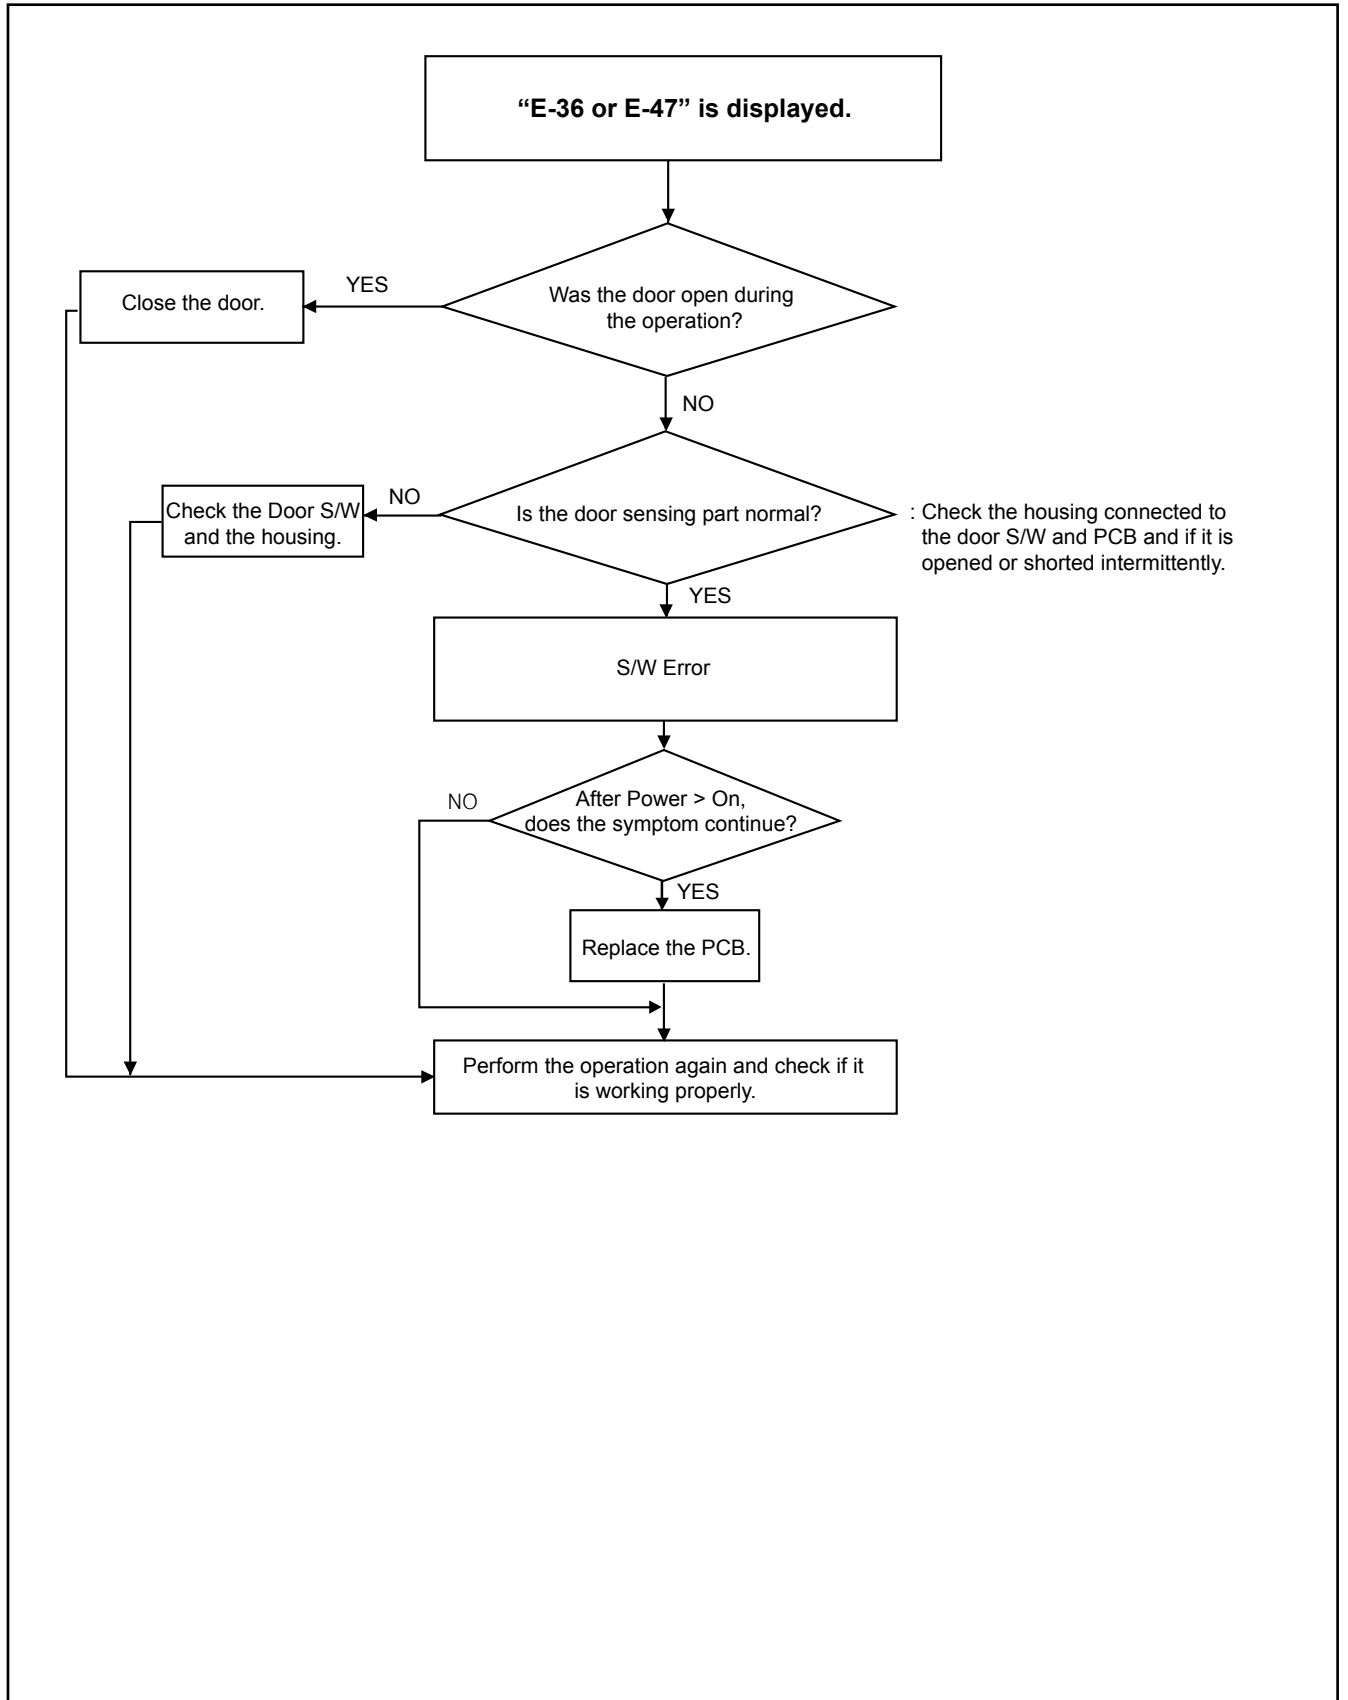 “E-36 or E-47” is displayed.
YES
Close the door.
Was the door open during
the operation?
NO
NO
Check the Door S/W
and the housing.
Is the door sensing part normal?
: Check the housing connected to
the door S/W and PCB and if it is
opened or shorted intermittently.
YES
S/W Error
NO
After Power > On,
does the symptom continue?
YES
Replace the PCB.
Perform the operation again and check if it
is working properly.